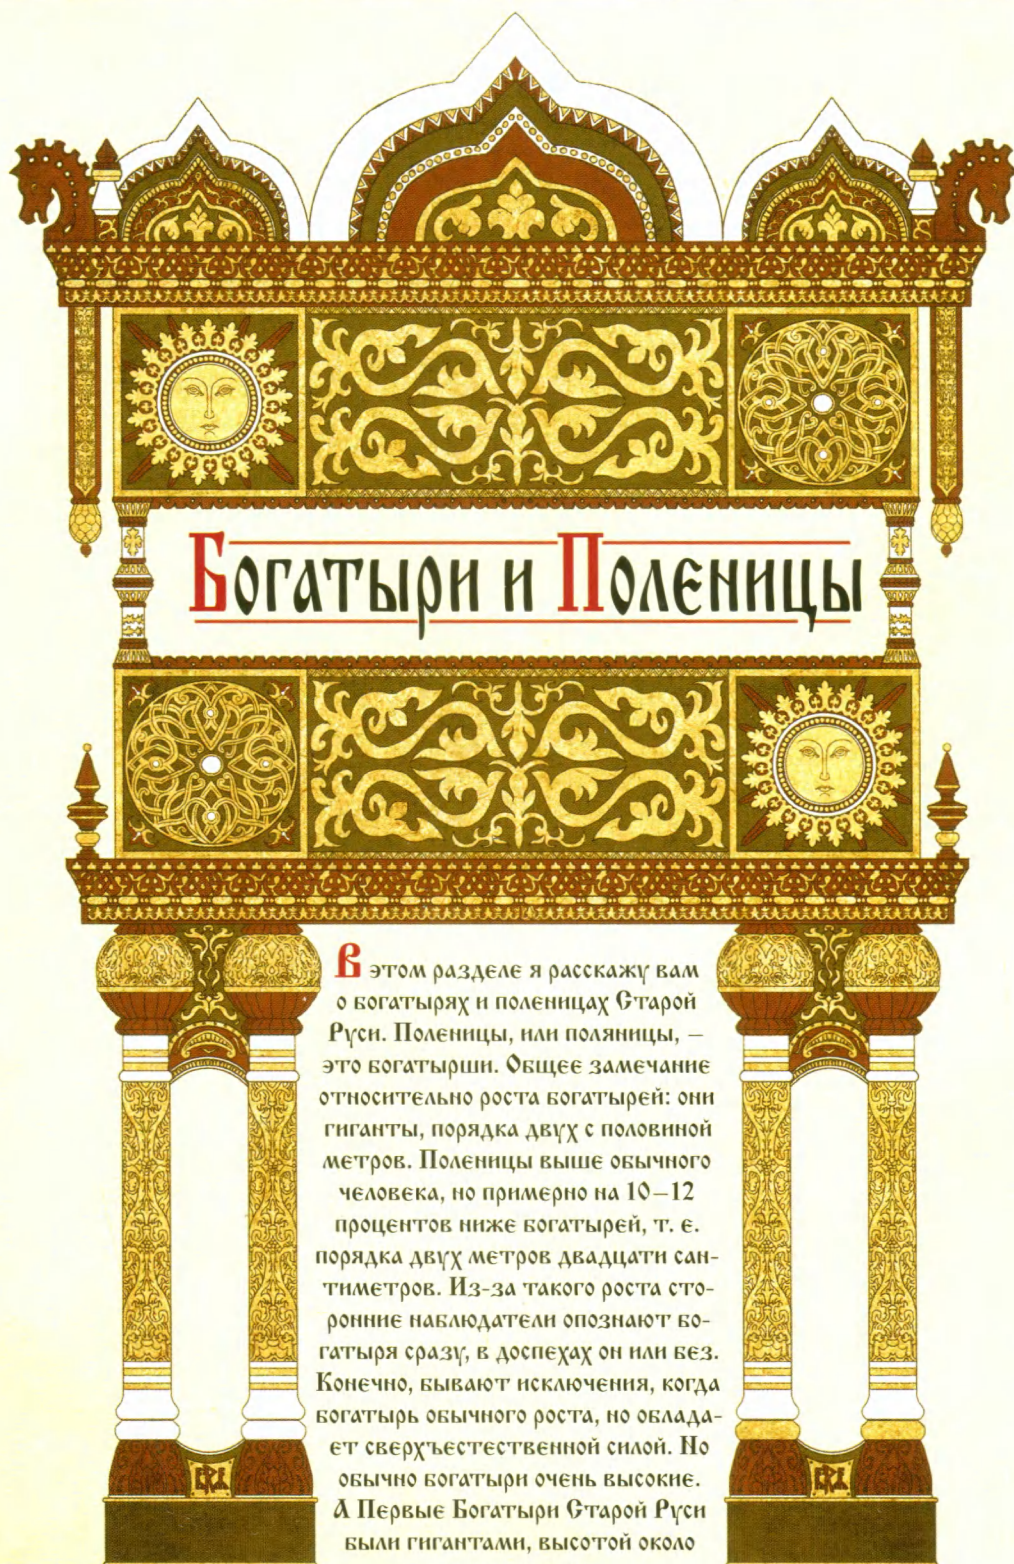 Богатыри и Поленицы
В этом разделе я расскажу вам
о богатырях и поленицах Старой
Руси. Поленицы, или поляницы, –
это богатырши. Общее замечание
относительно роста богатырей: они
гиганты, порядка двух с половиной
метров. Поленицы выше обычного
человека, но примерно на 10–12
процентов ниже богатырей, т. е.
порядка двух метров двадцати сан-
тиметров. Из-за такого роста сто-
ронние наблюдатели опознают бо-
гатыря сразу, в доспехах он или без.
Конечно, бывают исключения, когда
богатырь обычного роста, но облада-
ет сверхъестественной силой. Но
обычно богатыри очень высокие.
А Первые Богатыри Старой Руси
были гигантами, высотой около